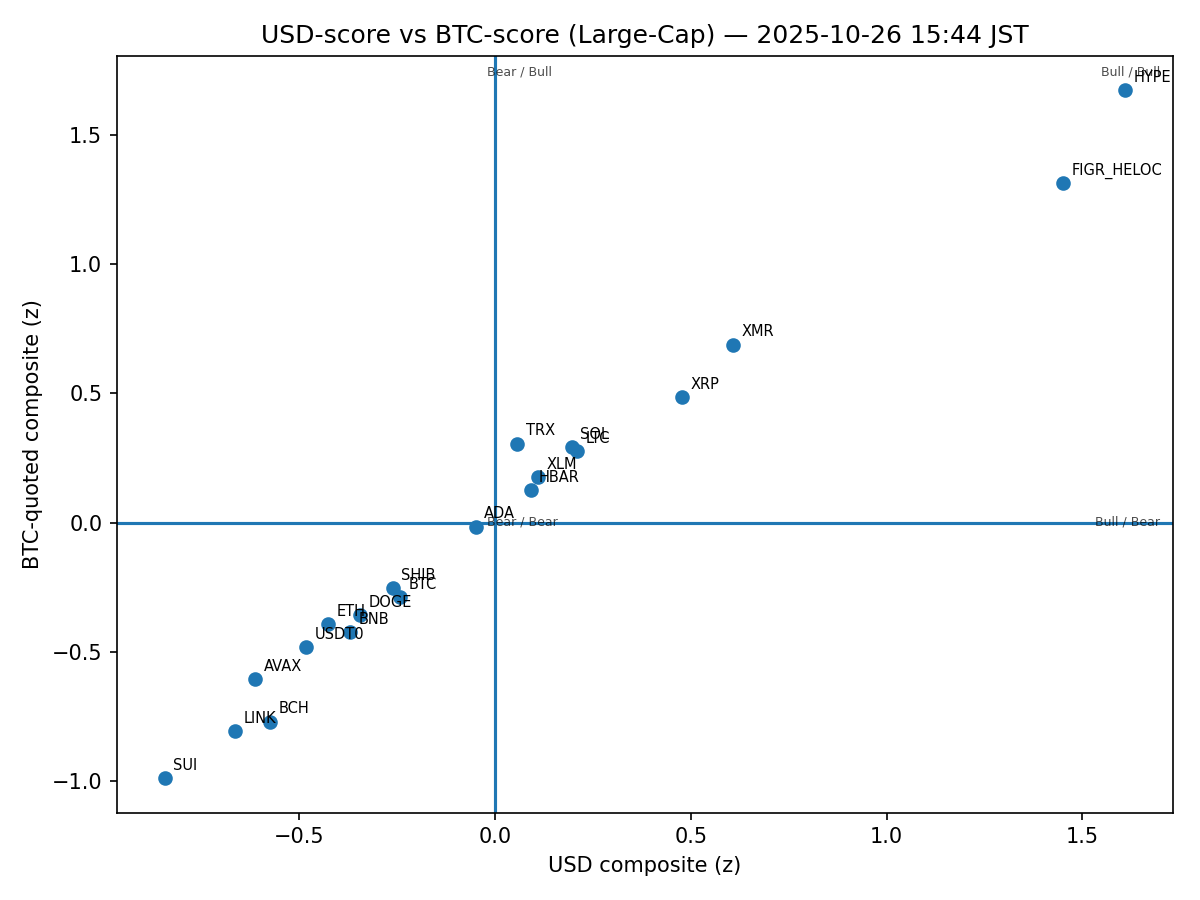 USD-score vs BTC-score (Large-Cap) — 2025-10-26 15:44 JST
Bear / Bull
Bull / Bull
HYPE
1.5
FIGR_HELOC
1.0
XMR
0.5
XRP
TRX
SOL
LTC
XLM
HBAR
ADA
0.0
Bear / Bear
Bull / Bear
SHIB
BTC
DOGE
ETH
BNB
USDT0
−0.5
AVAX
BCH
LINK
SUI
−1.0
−0.5
0.0
0.5
1.0
1.5
USD composite (z)
BTC-quoted composite (z)